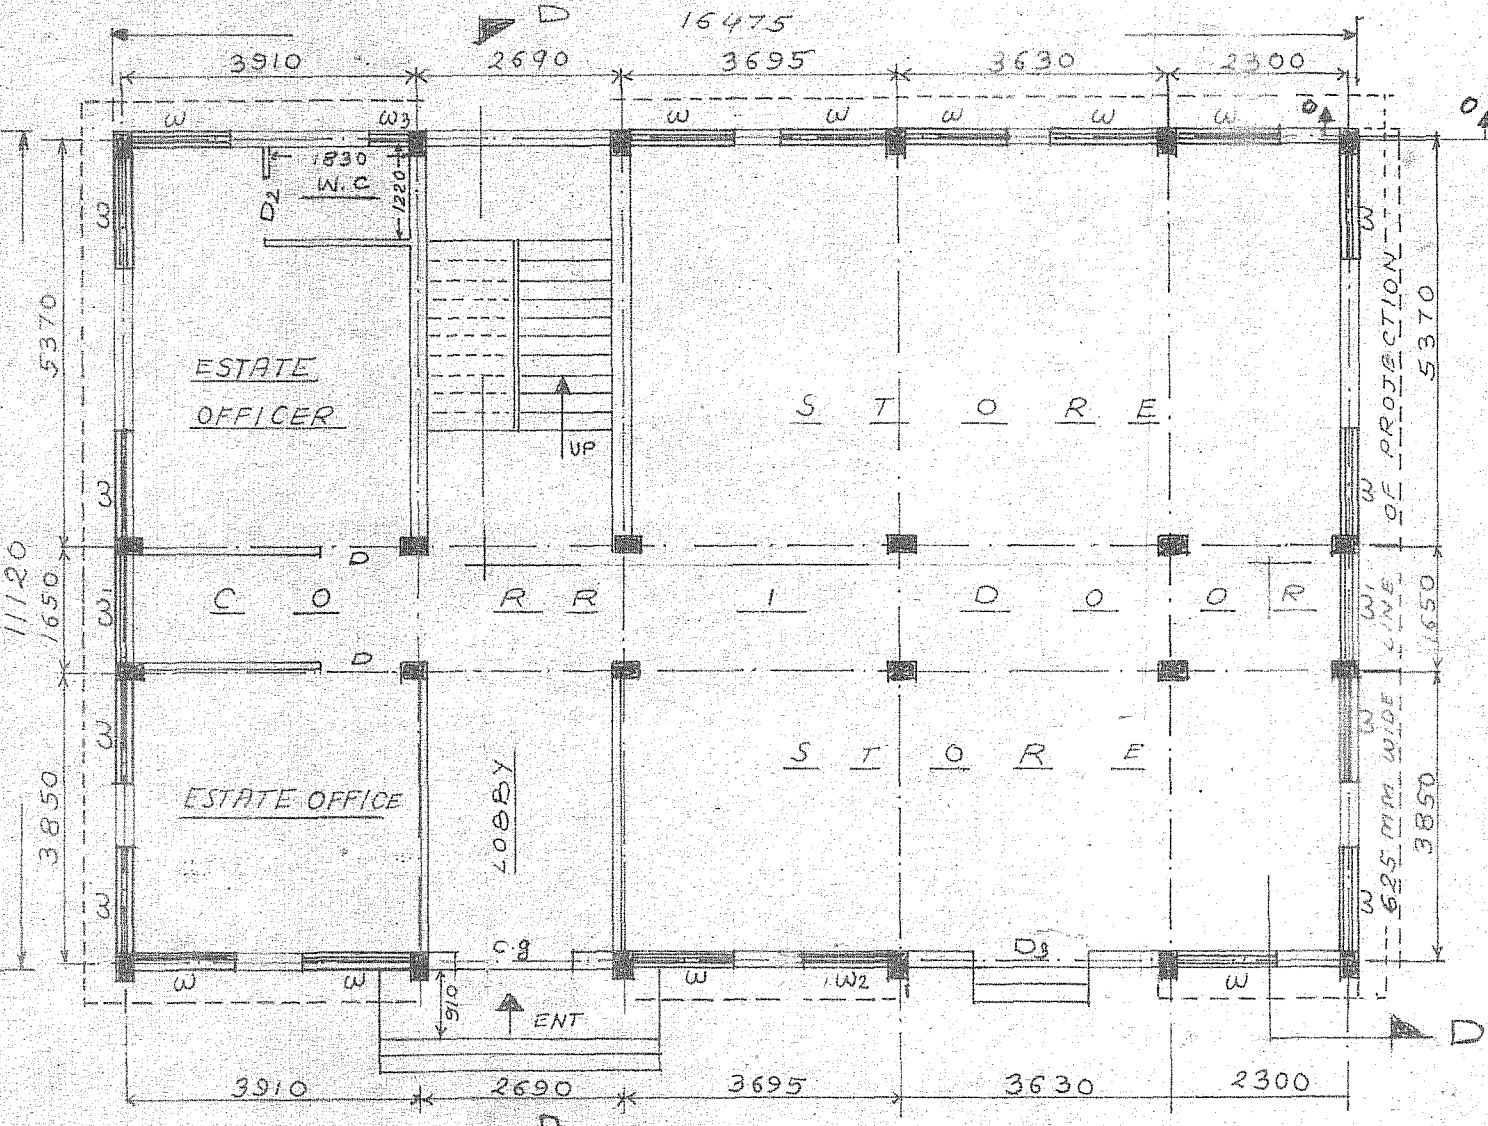 D
16475
3910 2690 3695 3630 2300
W W3 W W W W W
1830
W.C
1220
D2
W W
5370 5370
ESTATE
OFFICER
S T O R E
UP
W W
D
11120
1650 C O R R I D O O R 1650
W1 W1
D
W W
625 MM WIDE LINE OF PROJECTION
S T O R E
LOBBY
ESTATE OFFICE
3850 3850
W W
C.g D3
W W W W2 W
910
ENT
D
3910 2690 3695 3630 2300